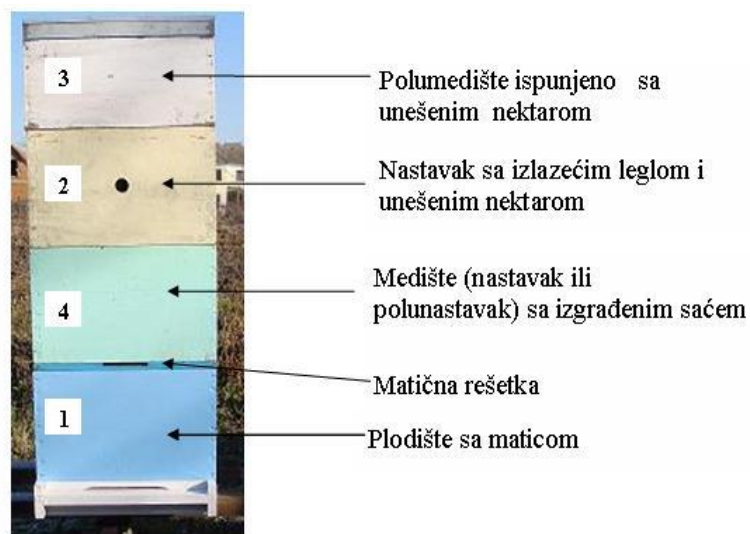 3
Polumedište ispunjeno sa
unešenim nektarom
2
Nastavak sa izlazećim leglom i
unešenim nektarom
Medište (nastavak ili
polunastavak) sa izgrađenim saćem
4
Matična rešetka
1
Plodište sa maticom